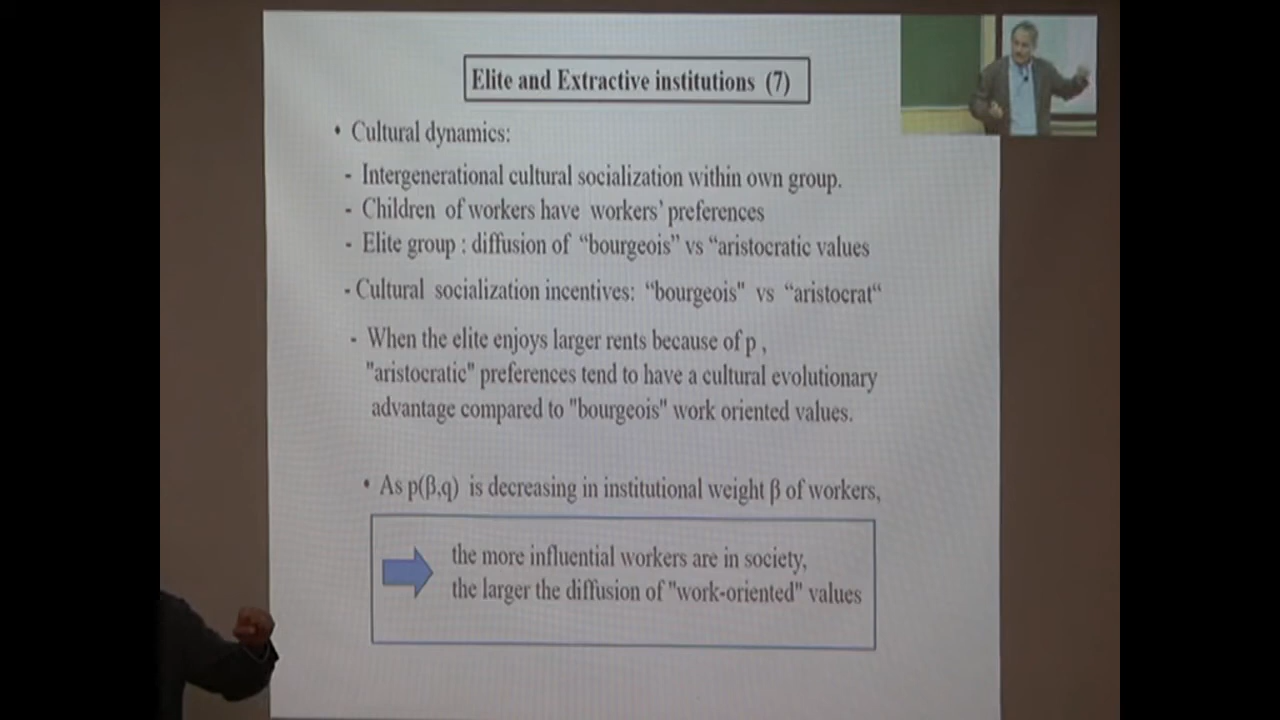 Elite and Extractive institutions (7)
• Cultural dynamics:
- Intergenerational cultural socialization within own group.
- Children of workers have workers' preferences
- Elite group : diffusion of “bourgeois” vs “aristocratic values
- Cultural socialization incentives: “bourgeois" vs “aristocrat“
- When the elite enjoys larger rents because of p ,
"aristocratic" preferences tend to have a cultural evolutionary
advantage compared to "bourgeois" work oriented values.
• As p(β,q) is decreasing in institutional weight β of workers,
the more influential workers are in society,
the larger the diffusion of "work-oriented" values